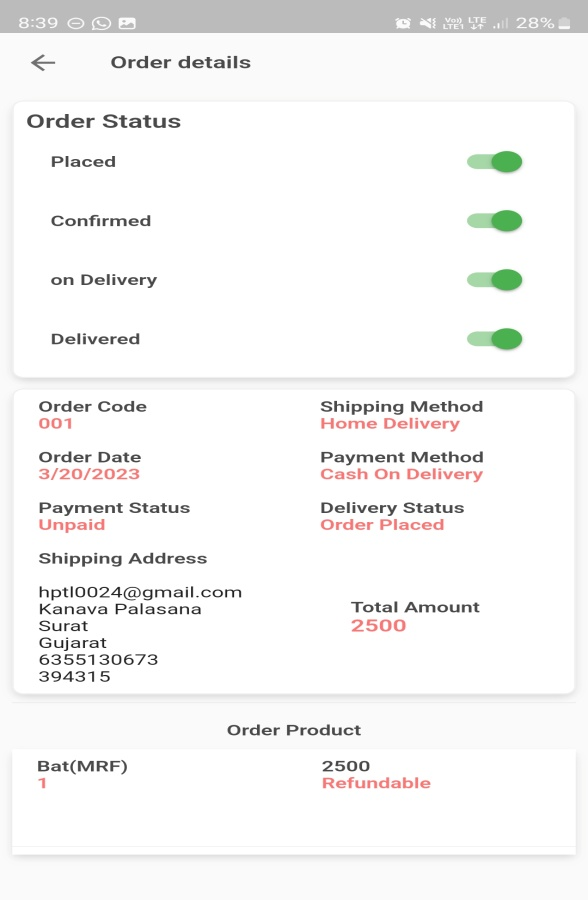 8:39
Vo)) LTE
LTE1
28%
Order details
Order Status
Placed
Confirmed
on Delivery
Delivered
Order Code
Shipping Method
001
Home Delivery
Order Date
Payment Method
3/20/2023
Cash On Delivery
Payment Status
Delivery Status
Unpaid
Order Placed
Shipping Address
hptl0024@gmail.com
Kanava Palasana
Surat
Gujarat
6355130673
394315
Total Amount
2500
Order Product
Bat(MRF)
2500
1
Refundable